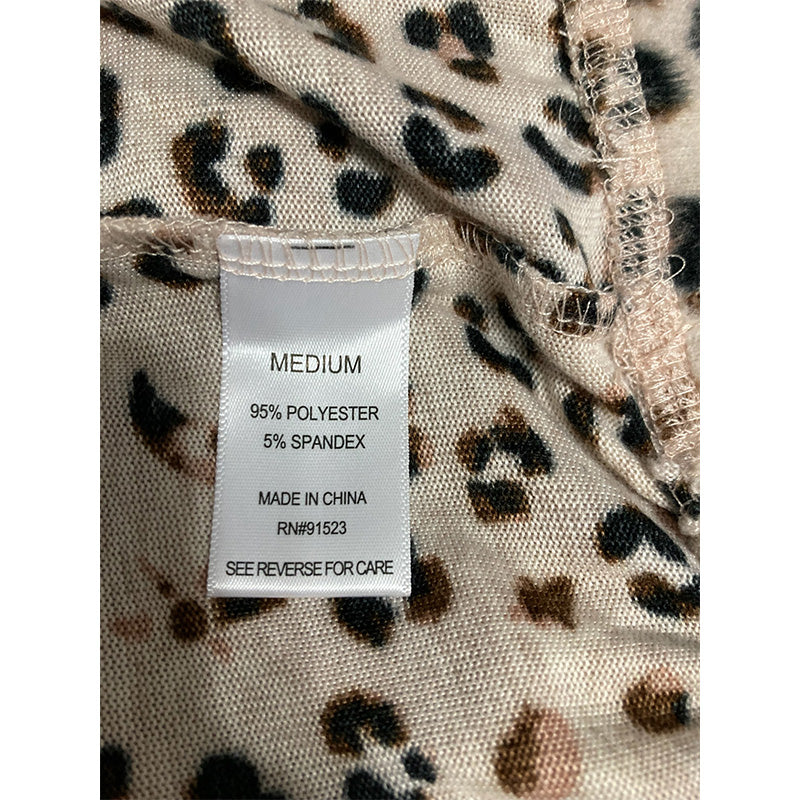 MEDIUM
95% POLYESTER
5% SPANDEX
MADE IN CHINA
RN#91523
SEE REVERSE FOR CARE